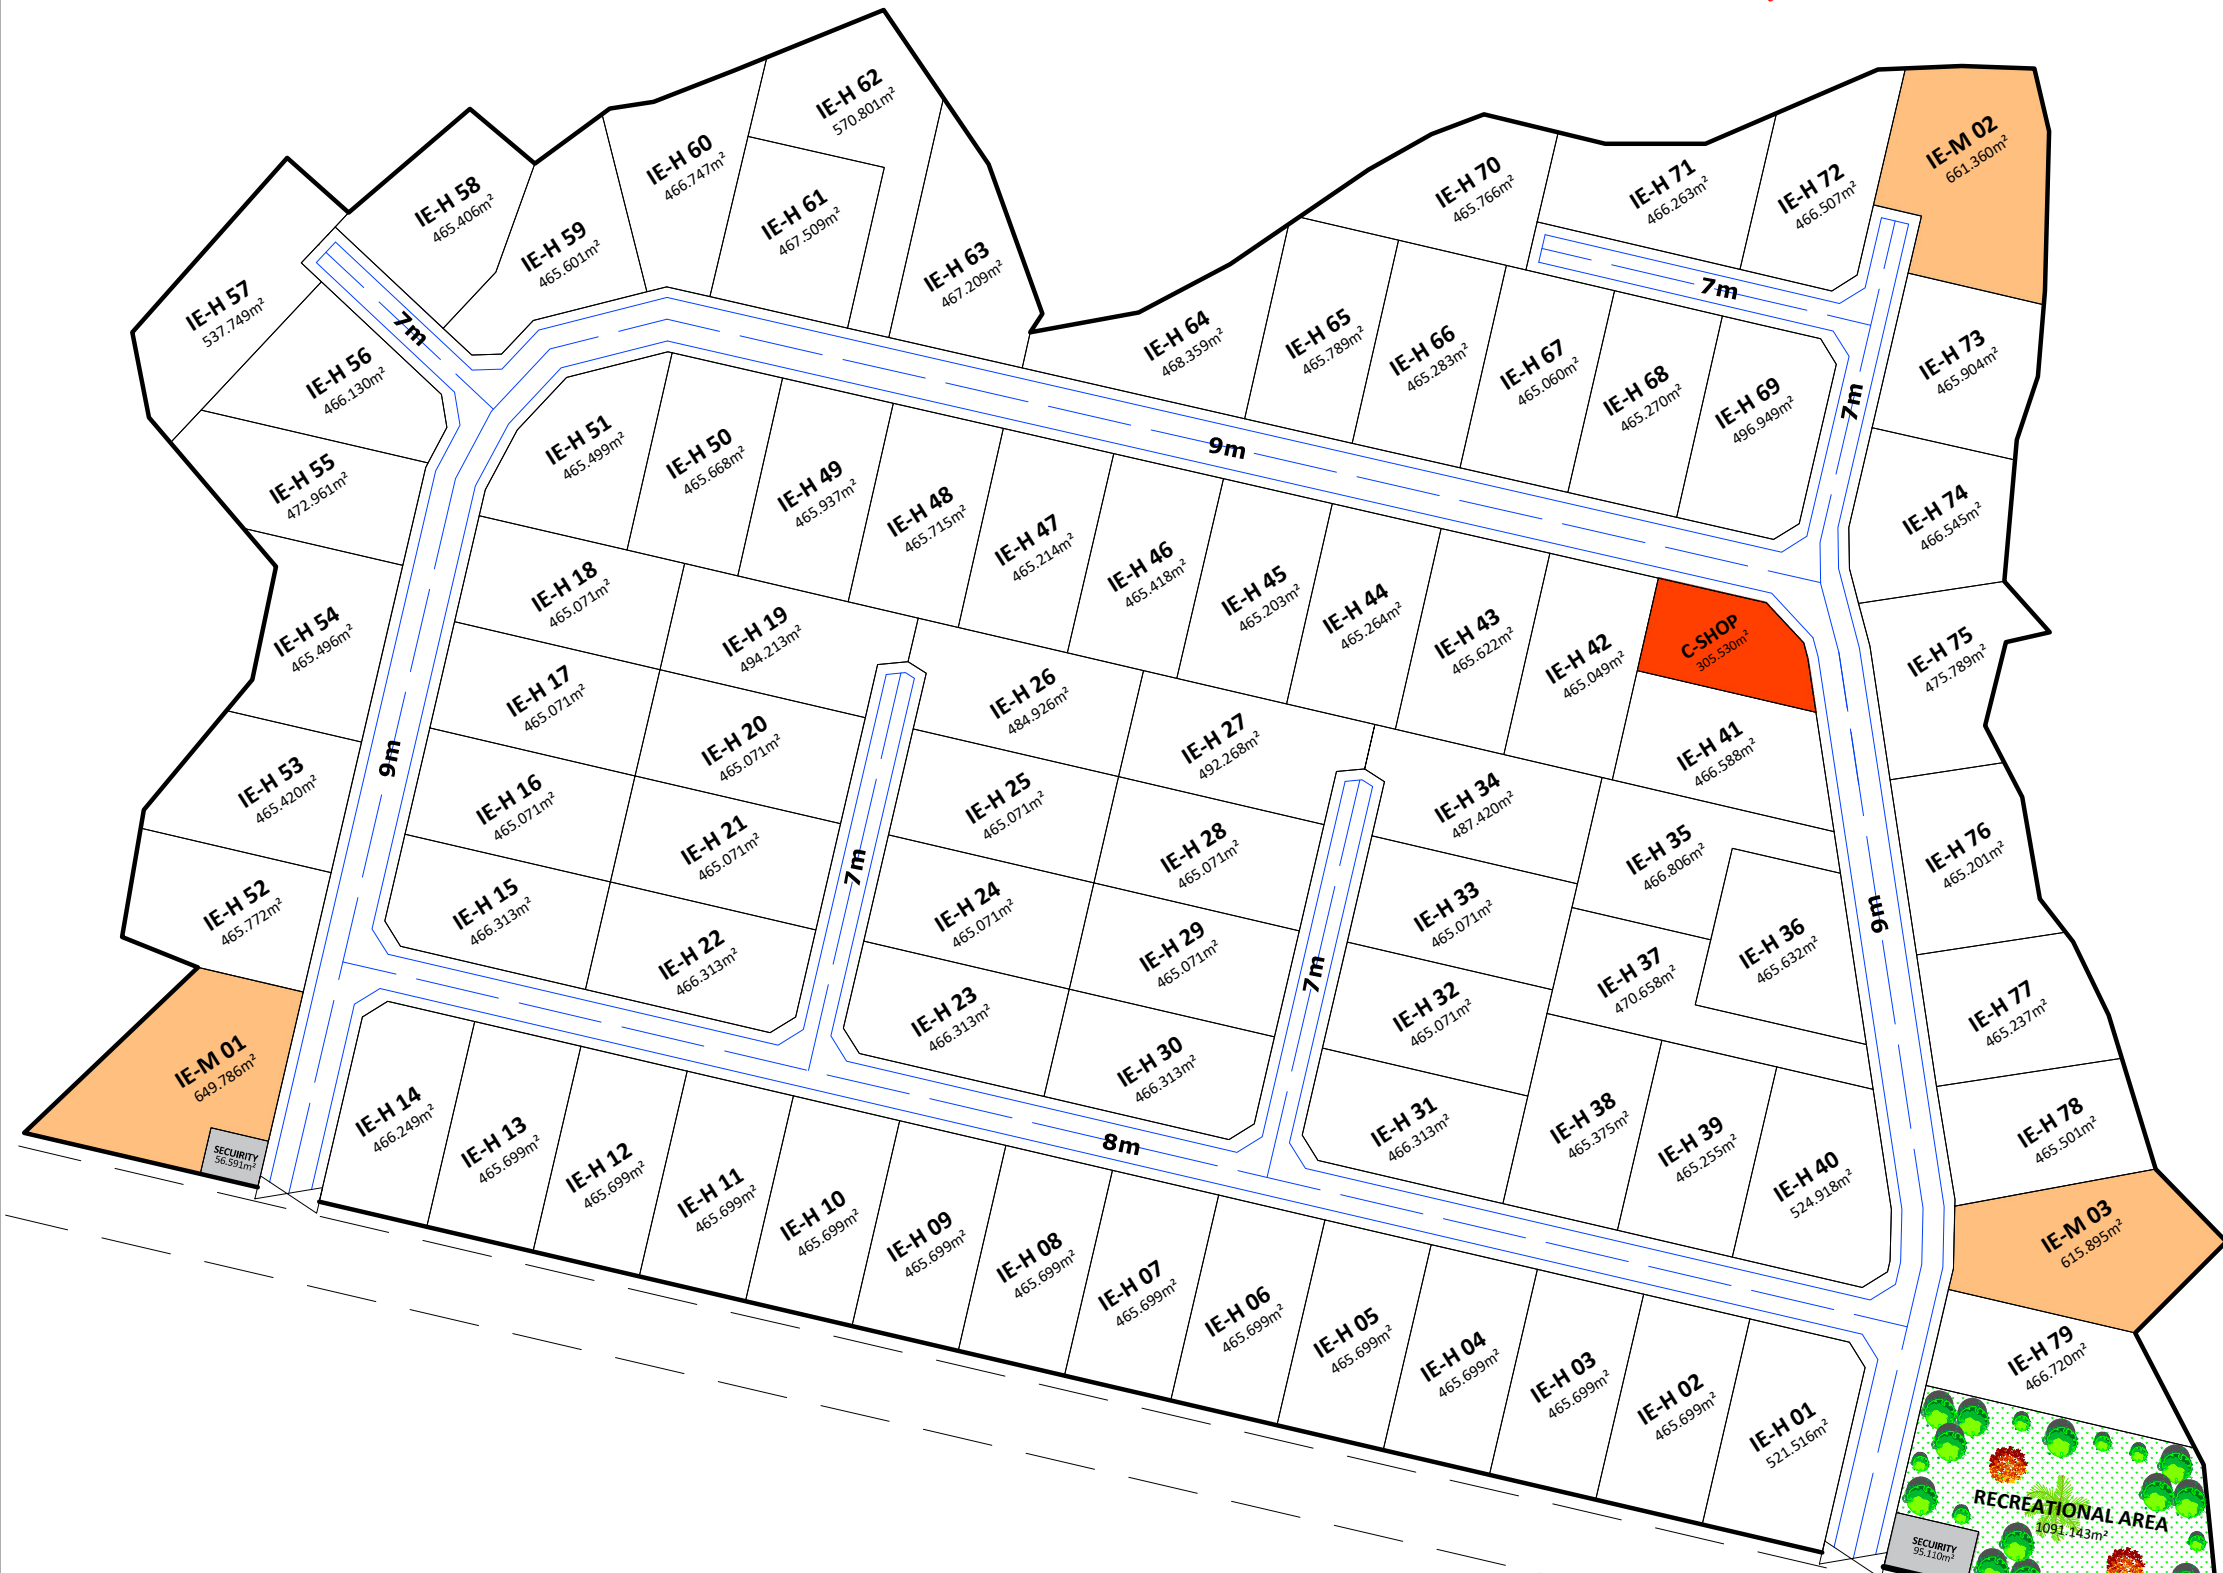 IE-H 62
570.801m²
IE-H 60
466.747m²
IE-H 61
467.509m²
IE-H 58
465.406m²
IE-H 59
465.601m²
IE-H 63
467.209m²
IE-H 57
537.749m²
7m
IE-H 56
466.130m²
IE-H 55
472.961m²
IE-H 54
465.496m²
IE-H 53
465.420m²
IE-H 52
465.772m²
IE-M 01
649.786m²
SECUIRITY
56.591m²
9m
IE-H 70
465.766m²
IE-H 71
466.263m²
IE-H 72
466.507m²
IE-M 02
661.360m²
7m
IE-H 64
468.359m²
IE-H 65
465.789m²
IE-H 66
465.283m²
IE-H 67
465.060m²
IE-H 68
465.270m²
IE-H 69
496.949m²
7m
IE-H 73
465.904m²
IE-H 74
466.545m²
IE-H 75
475.789m²
IE-H 76
465.201m²
IE-H 77
465.237m²
IE-H 78
465.501m²
IE-M 03
615.895m²
IE-H 79
466.720m²
9m
IE-H 51
465.499m²
IE-H 50
465.668m²
IE-H 49
465.937m²
IE-H 48
465.715m²
IE-H 47
465.214m²
IE-H 46
465.418m²
IE-H 45
465.203m²
IE-H 44
465.264m²
IE-H 43
465.622m²
IE-H 42
465.049m²
C-SHOP
305.530m²
IE-H 41
466.588m²
IE-H 18
465.071m²
IE-H 19
494.213m²
IE-H 17
465.071m²
IE-H 20
465.071m²
IE-H 16
465.071m²
IE-H 21
465.071m²
IE-H 15
466.313m²
IE-H 22
466.313m²
7m
IE-H 26
484.926m²
IE-H 27
492.268m²
IE-H 25
465.071m²
IE-H 28
465.071m²
IE-H 24
465.071m²
IE-H 29
465.071m²
IE-H 23
466.313m²
IE-H 30
466.313m²
7m
IE-H 34
487.420m²
IE-H 35
466.806m²
IE-H 33
465.071m²
IE-H 36
465.632m²
IE-H 37
470.658m²
IE-H 32
465.071m²
IE-H 31
466.313m²
IE-H 38
465.375m²
IE-H 39
465.255m²
IE-H 40
524.918m²
9m
8m
IE-H 14
466.249m²
IE-H 13
465.699m²
IE-H 12
465.699m²
IE-H 11
465.699m²
IE-H 10
465.699m²
IE-H 09
465.699m²
IE-H 08
465.699m²
IE-H 07
465.699m²
IE-H 06
465.699m²
IE-H 05
465.699m²
IE-H 04
465.699m²
IE-H 03
465.699m²
IE-H 02
465.699m²
IE-H 01
521.516m²
RECREATIONAL AREA
1091.143m²
SECUIRITY
95.110m²